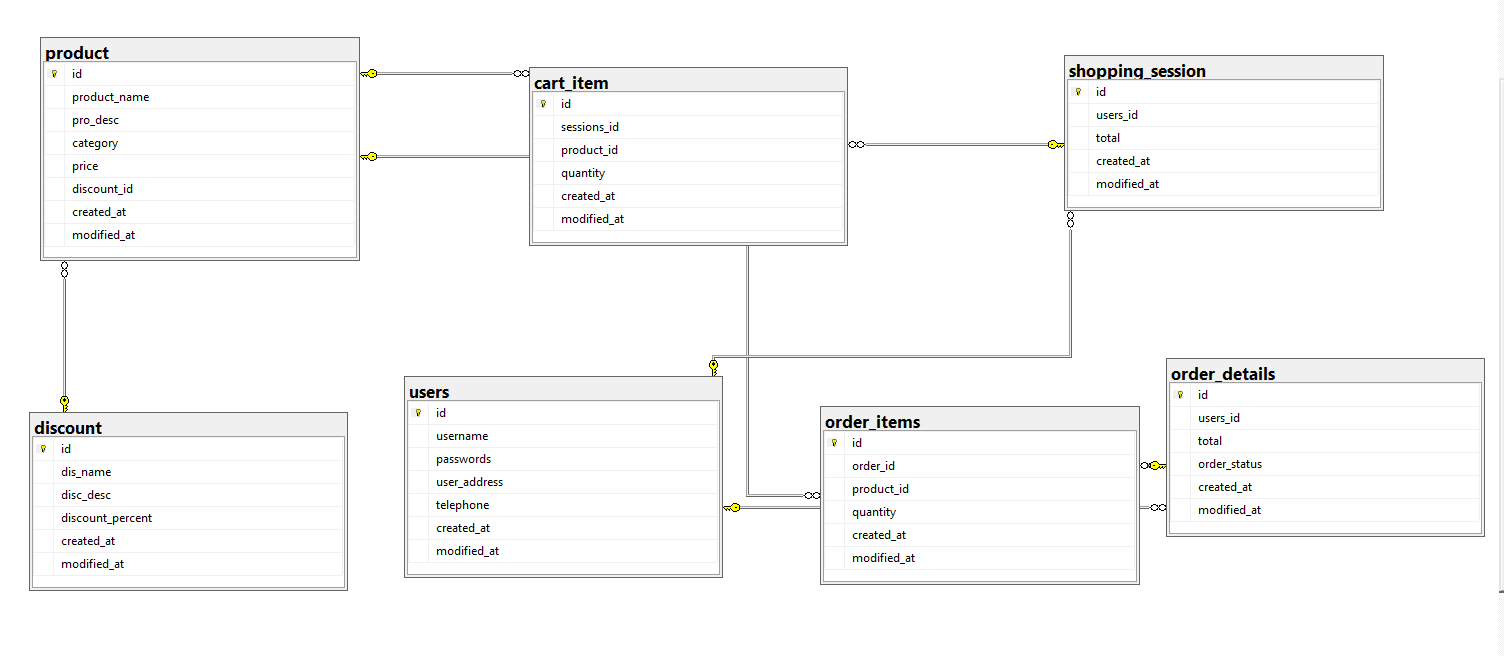 product
id
product_name
pro_desc
category
price
discount_id
created_at
modified_at
cart_item
id
sessions_id
product_id
quantity
created_at
modified_at
shopping_session
id
users_id
total
created_at
modified_at
discount
id
dis_name
disc_desc
discount_percent
created_at
modified_at
users
id
username
passwords
user_address
telephone
created_at
modified_at
order_items
id
order_id
product_id
quantity
created_at
modified_at
order_details
id
users_id
total
order_status
created_at
modified_at